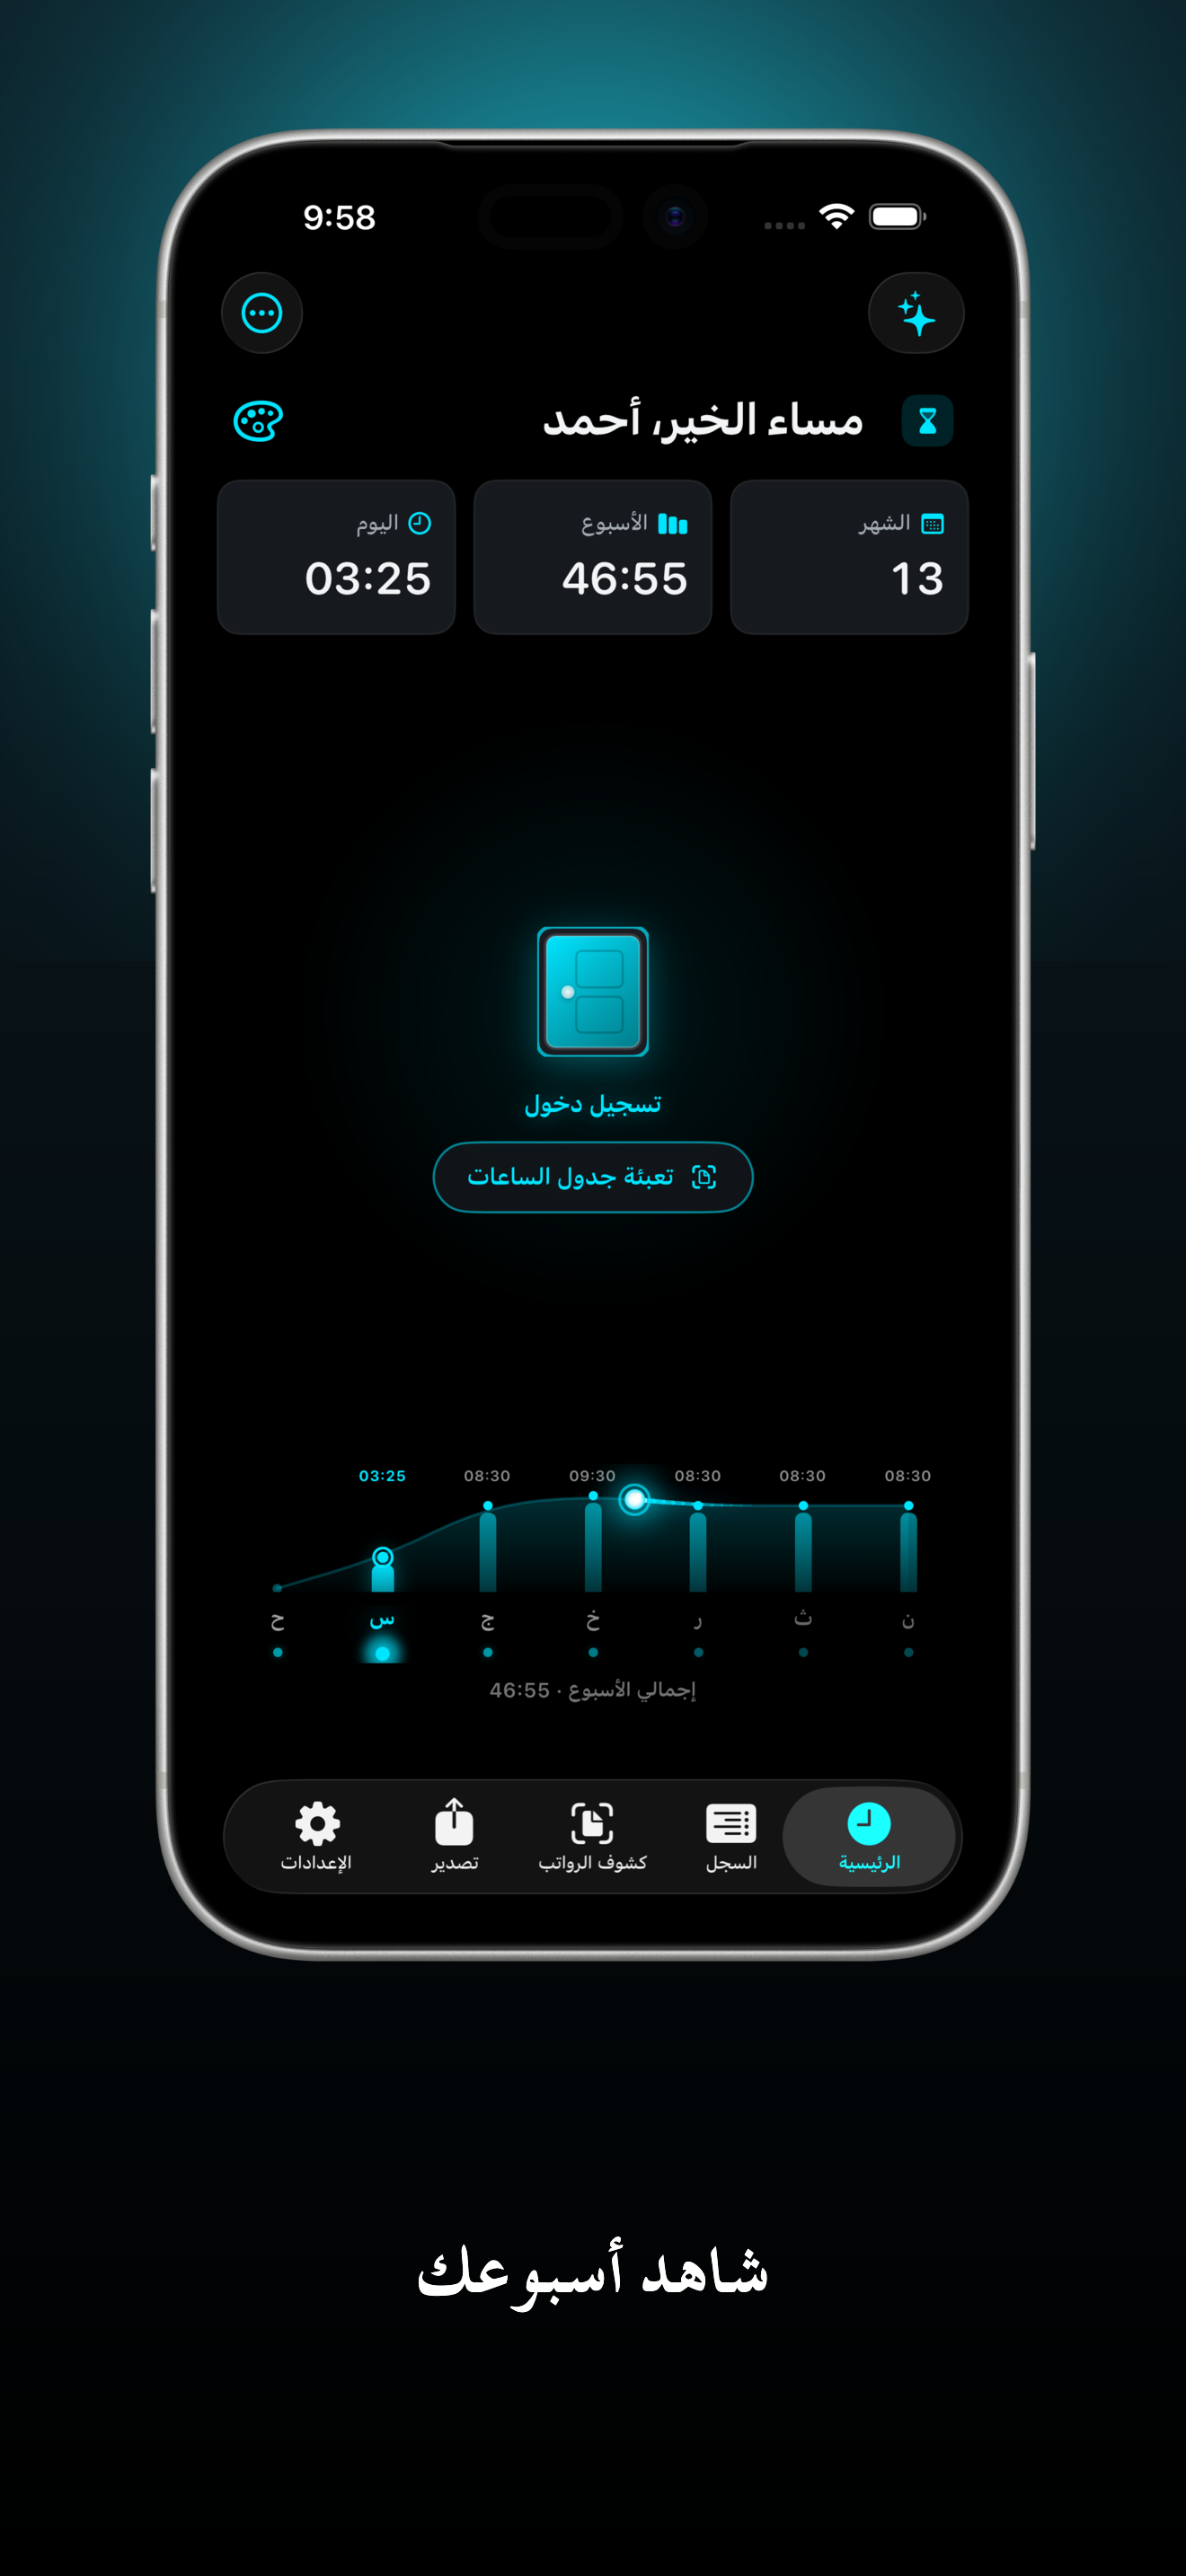 9:58
مساء الخير، أحمد
الشهر
13
الأسبوع
46:55
اليوم
03:25
تسجيل دخول
تعبئة جدول الساعات
08:30
08:30
08:30
09:30
08:30
03:25
ن
ث
ر
خ
ج
س
ح
إجمالي الأسبوع · 46:55
الرئيسية
السجل
كشوف الرواتب
تصدير
الإعدادات
شاهد أسبوعك